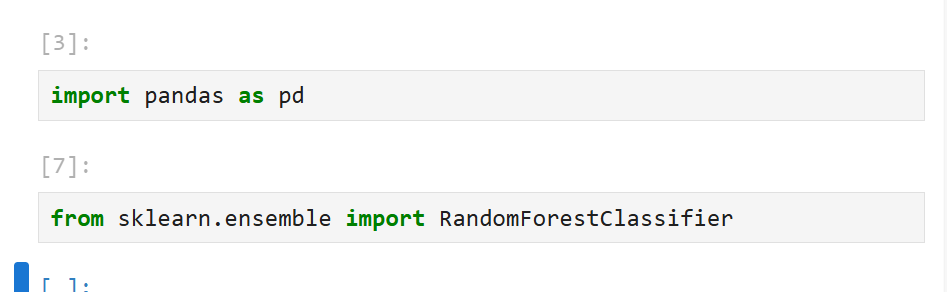 [3]:
import pandas as pd
[7]:
from sklearn.ensemble import RandomForestClassifier
[ ]: